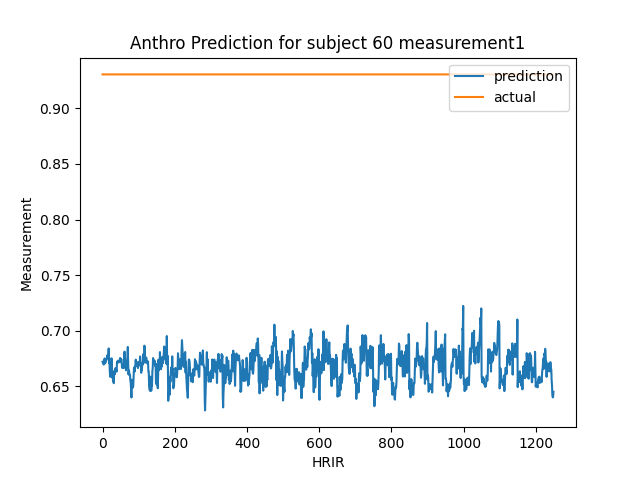 Anthro Prediction for subject 60 measurement1
prediction
actual
0.90
0.85
0.80
0.75
0.70
0.65
Measurement
0 200 400 600 800 1000 1200
HRIR